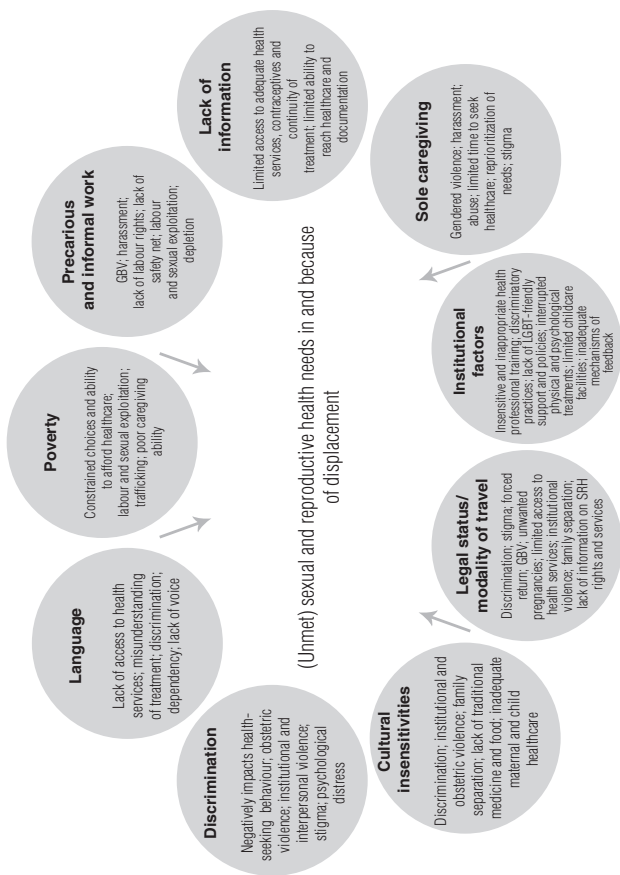 Language
Lack of access to health
services; misunderstanding
of treatment; discrimination;
dependency; lack of voice
Poverty
Constrained choices and ability
to afford healthcare;
labour and sexual exploitation;
trafficking; poor caregiving
ability
Precarious
and informal work
GBV; harassment;
lack of labour rights; lack of
safety net; labour
and sexual exploitation;
depletion
Discrimination
Negatively impacts health-
seeking behaviour; obstetric
violence; institutional and
interpersonal violence;
stigma; psychological
distress
(Unmet) sexual and reproductive health needs in and because
of displacement
Lack of
information
Limited access to adequate health
services, contraceptives and
continuity of
treatment; limited ability to
reach healthcare and
documentation
Cultural
insensitivities
Discrimination; institutional and
obstetric violence; family
separation; lack of traditional
medicine and food; inadequate
maternal and child
healthcare
Legal status/
modality of travel
Discrimination; stigma; forced
return; GBV; unwanted
pregnancies; limited access to
health services; institutional
violence; family separation;
lack of information on SRH
rights and services
Institutional
factors
Insensitive and inappropriate health
professional training; discriminatory
practices; lack of LGBT-friendly
support and policies; interrupted
physical and psychological
treatments; limited childcare
facilities; inadequate
mechanisms of
feedback
Sole caregiving
Gendered violence; harassment;
abuse; limited time to seek
healthcare; reprioritization of
needs; stigma